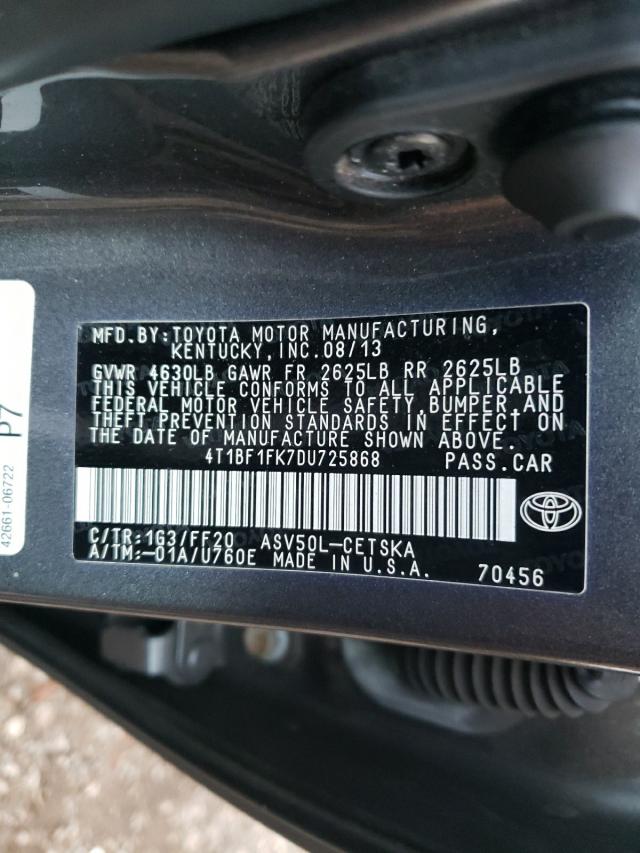 MFD. BY: TOYOTA MOTOR MANUFACTURING,
KENTUCKY, INC. 08/13
GVWR 4630LB GAWR FR 2625LB RR 2625LB
THIS VEHICLE CONFORMS TO ALL APPLICABLE
FEDERAL MOTOR VEHICLE SAFETY, BUMPER, AND
THEFT PREVENTION STANDARDS IN EFFECT ON
THE DATE OF MANUFACTURE SHOWN ABOVE.
4T1BF1FK7DU725868 PASS. CAR
C/TR: 1G3/FF20 ASV50L-CETSKA
A/TM: -01A/U760E MADE IN U.S.A. 70456
P7
42661-06722